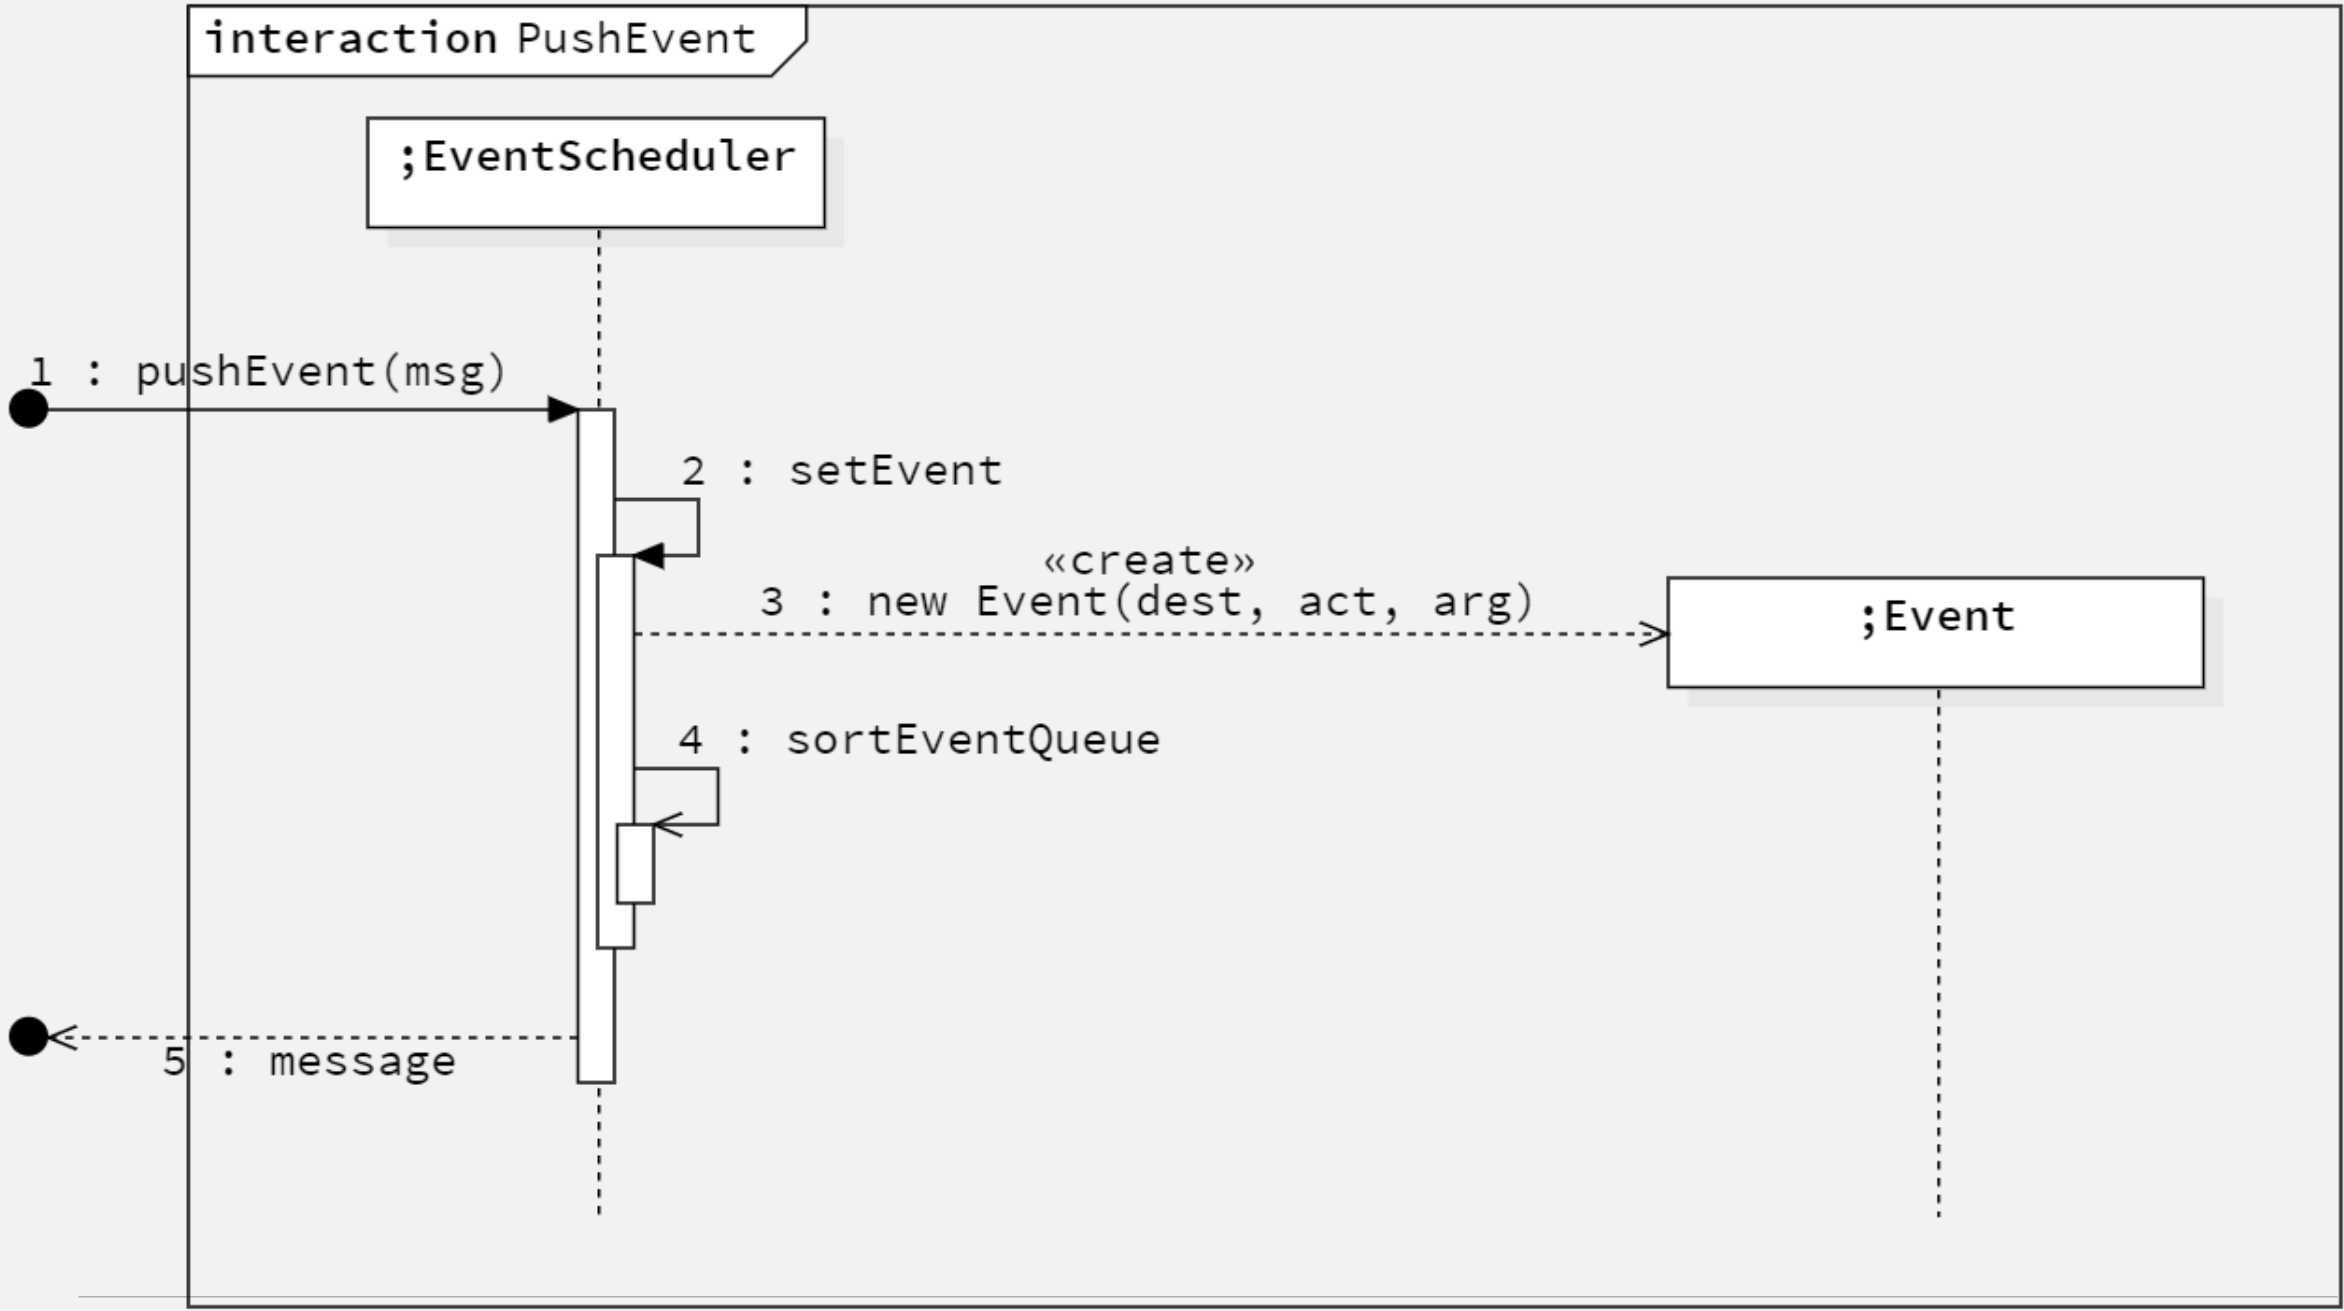 interaction PushEvent
;EventScheduler
1 : pushEvent(msg)
2 : setEvent
«create»
3 : new Event(dest, act, arg)
;Event
4 : sortEventQueue
5 : message